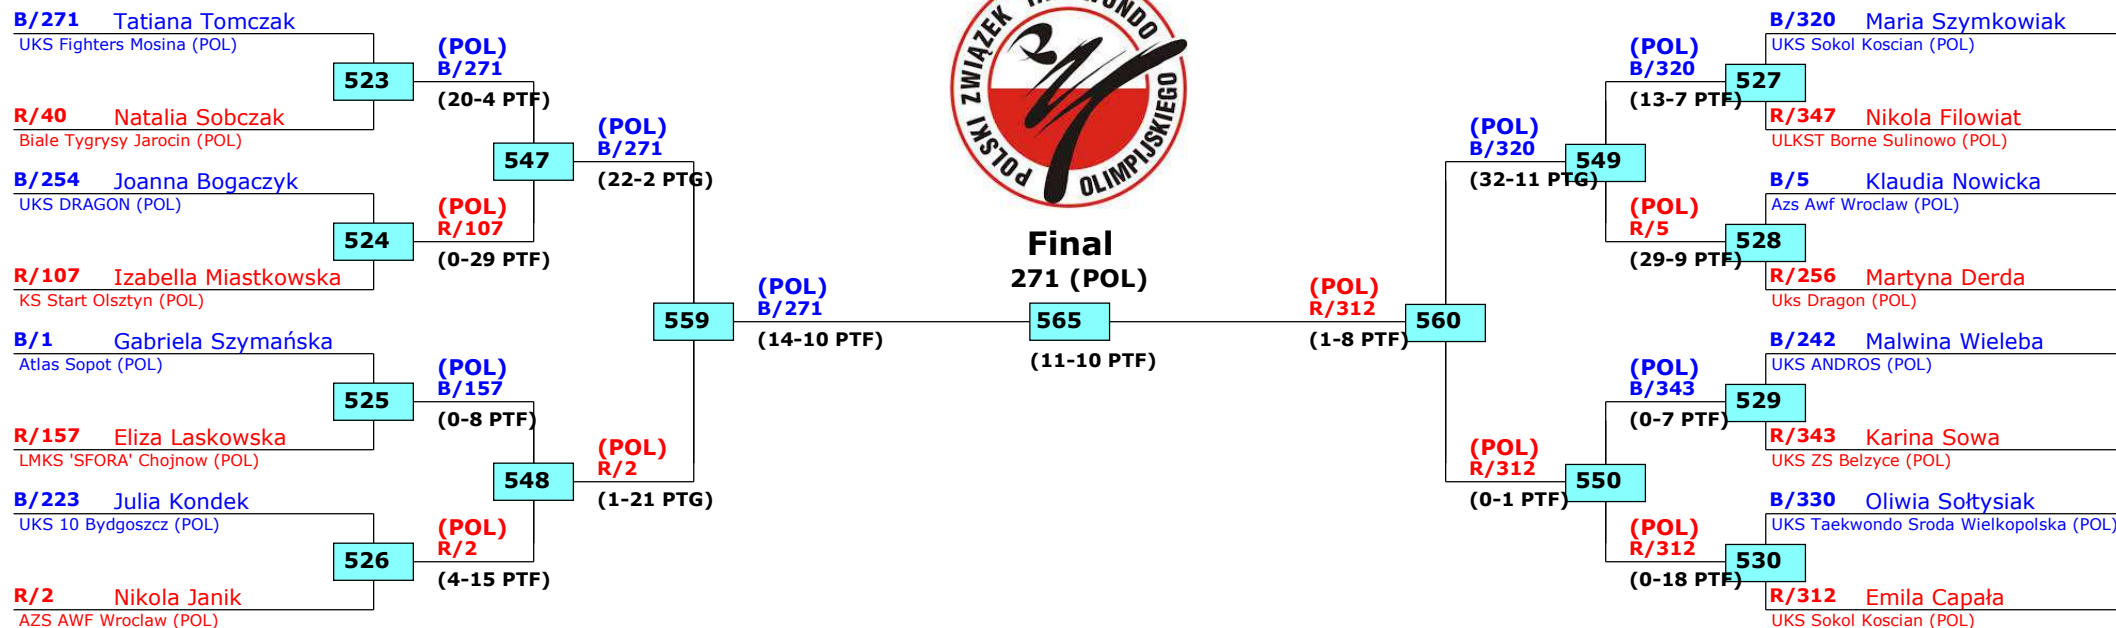 B/271 Tatiana Tomczak
UKS Fighters Mosina (POL)
523
R/40 Natalia Sobczak
Biale Tygrysy Jarocin (POL)
B/254 Joanna Bogaczyk
UKS DRAGON (POL)
524
R/107 Izabella Miastkowska
KS Start Olsztyn (POL)
B/1 Gabriela Szymańska
Atlas Sopot (POL)
525
R/157 Eliza Laskowska
LMKS 'SFORA' Chojnow (POL)
B/223 Julia Kondek
UKS 10 Bydgoszcz (POL)
526
R/2 Nikola Janik
AZS AWF Wroclaw (POL)
(POL)
B/271
(20-4 PTF)
547
(POL)
R/107
(0-29 PTF)
(POL)
B/157
(0-8 PTF)
548
(POL)
R/2
(4-15 PTF)
(POL)
B/271
(22-2 PTG)
559
(POL)
R/2
(1-21 PTG)
(POL)
B/271
(14-10 PTF)
POLSKI ZWIĄZEK
OLIMPIJSKIEGO
Final
271 (POL)
565
(11-10 PTF)
(POL)
R/312
(1-8 PTF)
560
(POL)
B/320
(32-11 PTG)
549
(POL)
R/312
(0-1 PTF)
550
(POL)
B/320
(13-7 PTF)
527
(POL)
R/5
(29-9 PTF)
528
(POL)
B/343
(0-7 PTF)
529
(POL)
R/312
(0-18 PTF)
530
B/320 Maria Szymkowiak
UKS Sokol Koscian (POL)
R/347 Nikola Filowiat
ULKST Borne Sulinowo (POL)
B/5 Klaudia Nowicka
Azs Awf Wroclaw (POL)
R/256 Martyna Derda
Uks Dragon (POL)
B/242 Malwina Wieleba
UKS ANDROS (POL)
R/343 Karina Sowa
UKS ZS Belzyce (POL)
B/330 Oliwia Sołtysiak
UKS Taekwondo Sroda Wielkopolska (POL)
R/312 Emila Capała
UKS Sokol Koscian (POL)